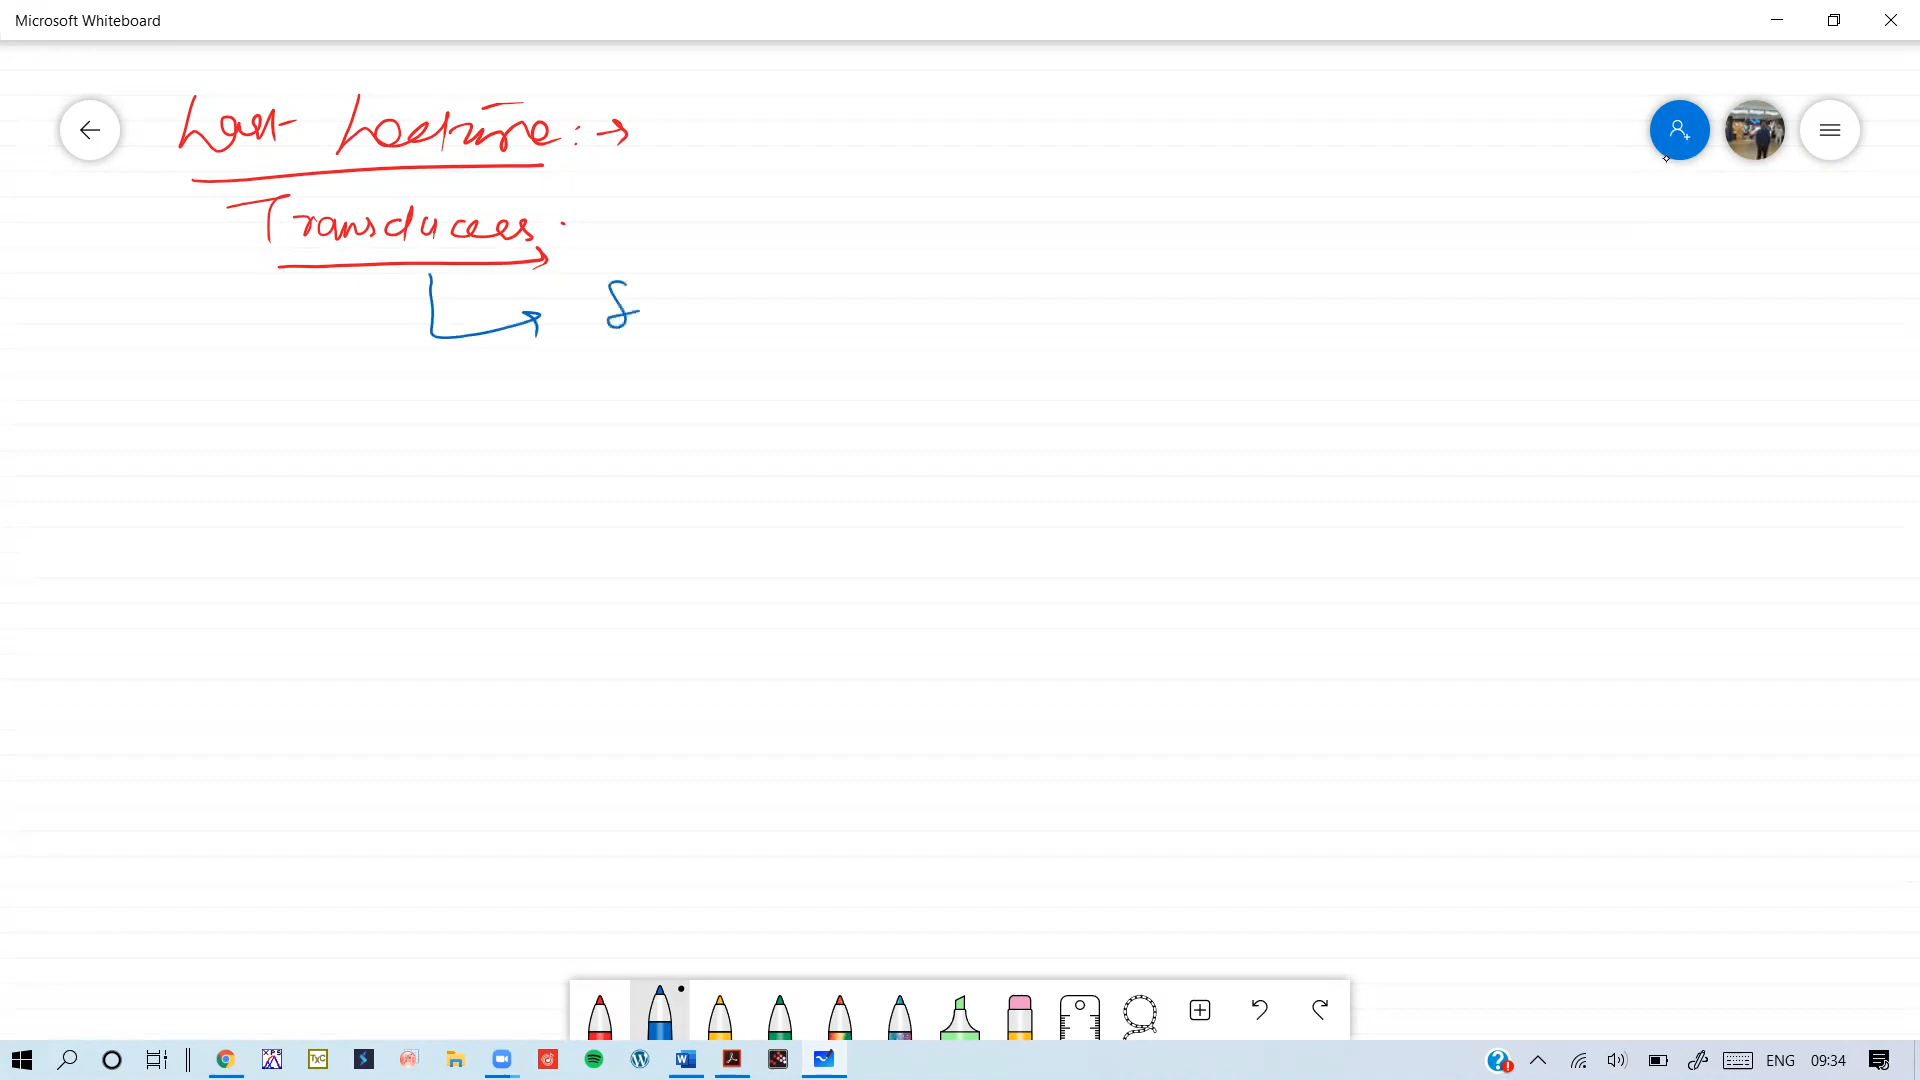 Microsoft Whiteboard
Last Lecture:→
Transducers.
S
ENG 09:34